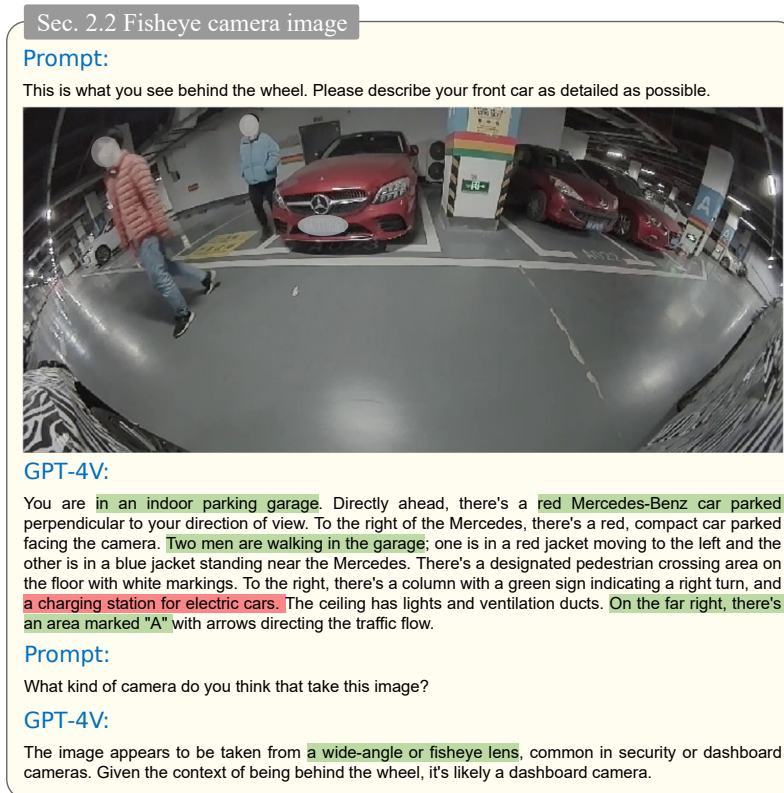 Sec. 2.2 Fisheye camera image
Prompt:
This is what you see behind the wheel. Please describe your front car as detailed as possible.
A
A
GPT-4V:
You are in an indoor parking garage. Directly ahead, there's a red Mercedes-Benz car parked
perpendicular to your direction of view. To the right of the Mercedes, there's a red, compact car parked
facing the camera. Two men are walking in the garage; one is in a red jacket moving to the left and the
other is in a blue jacket standing near the Mercedes. There's a designated pedestrian crossing area on
the floor with white markings. To the right, there's a column with a green sign indicating a right turn, and
a charging station for electric cars. The ceiling has lights and ventilation ducts. On the far right, there's
an area marked "A" with arrows directing the traffic flow.
Prompt:
What kind of camera do you think that take this image?
GPT-4V:
The image appears to be taken from a wide-angle or fisheye lens, common in security or dashboard
cameras. Given the context of being behind the wheel, it's likely a dashboard camera.